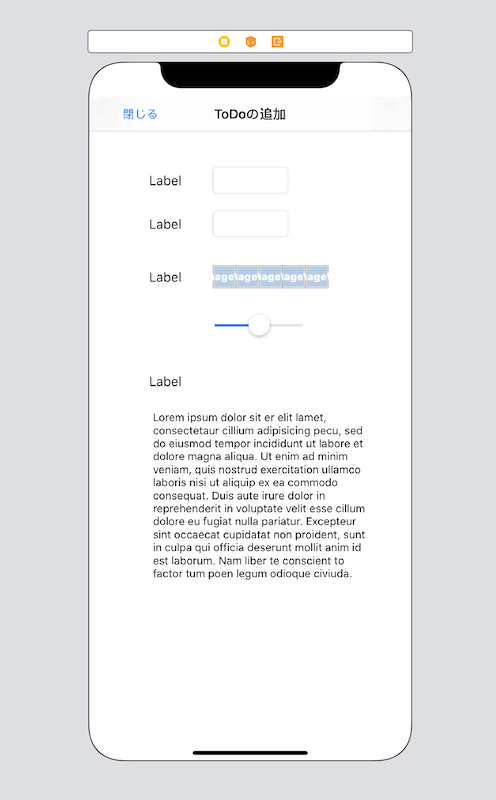 閉じる ToDoの追加
Label
Label
Label
Label
Lorem ipsum dolor sit er elit lamet,
consectetaur cillium adipisicing pecu, sed
do eiusmod tempor incididunt ut labore et
dolore magna aliqua. Ut enim ad minim
veniam, quis nostrud exercitation ullamco
laboris nisi ut aliquip ex ea commodo
consequat. Duis aute irure dolor in
reprehenderit in voluptate velit esse cillum
dolore eu fugiat nulla pariatur. Excepteur
sint occaecat cupidatat non proident, sunt
in culpa qui officia deserunt mollit anim id
est laborum. Nam liber te conscient to
factor tum poen legum odioque civiuda.